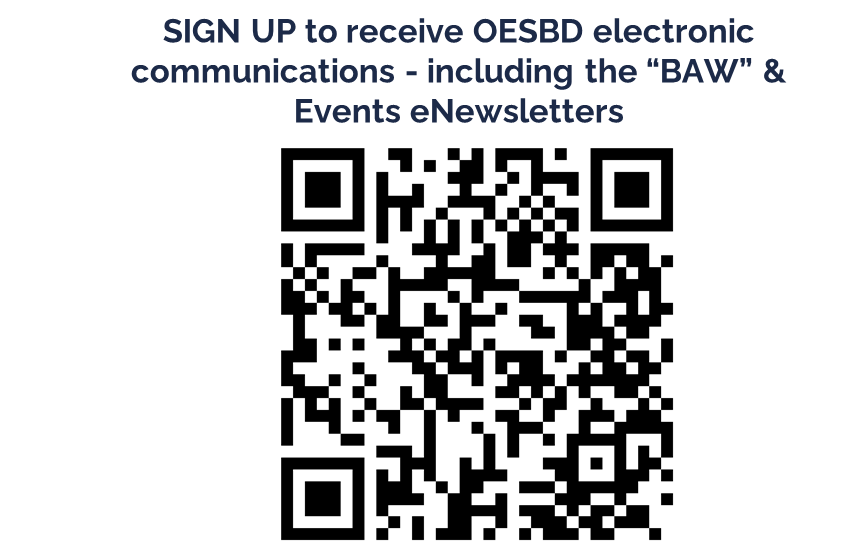 SIGN UP to receive OESBD electronic
communications - including the “BAW” &
Events eNewsletters